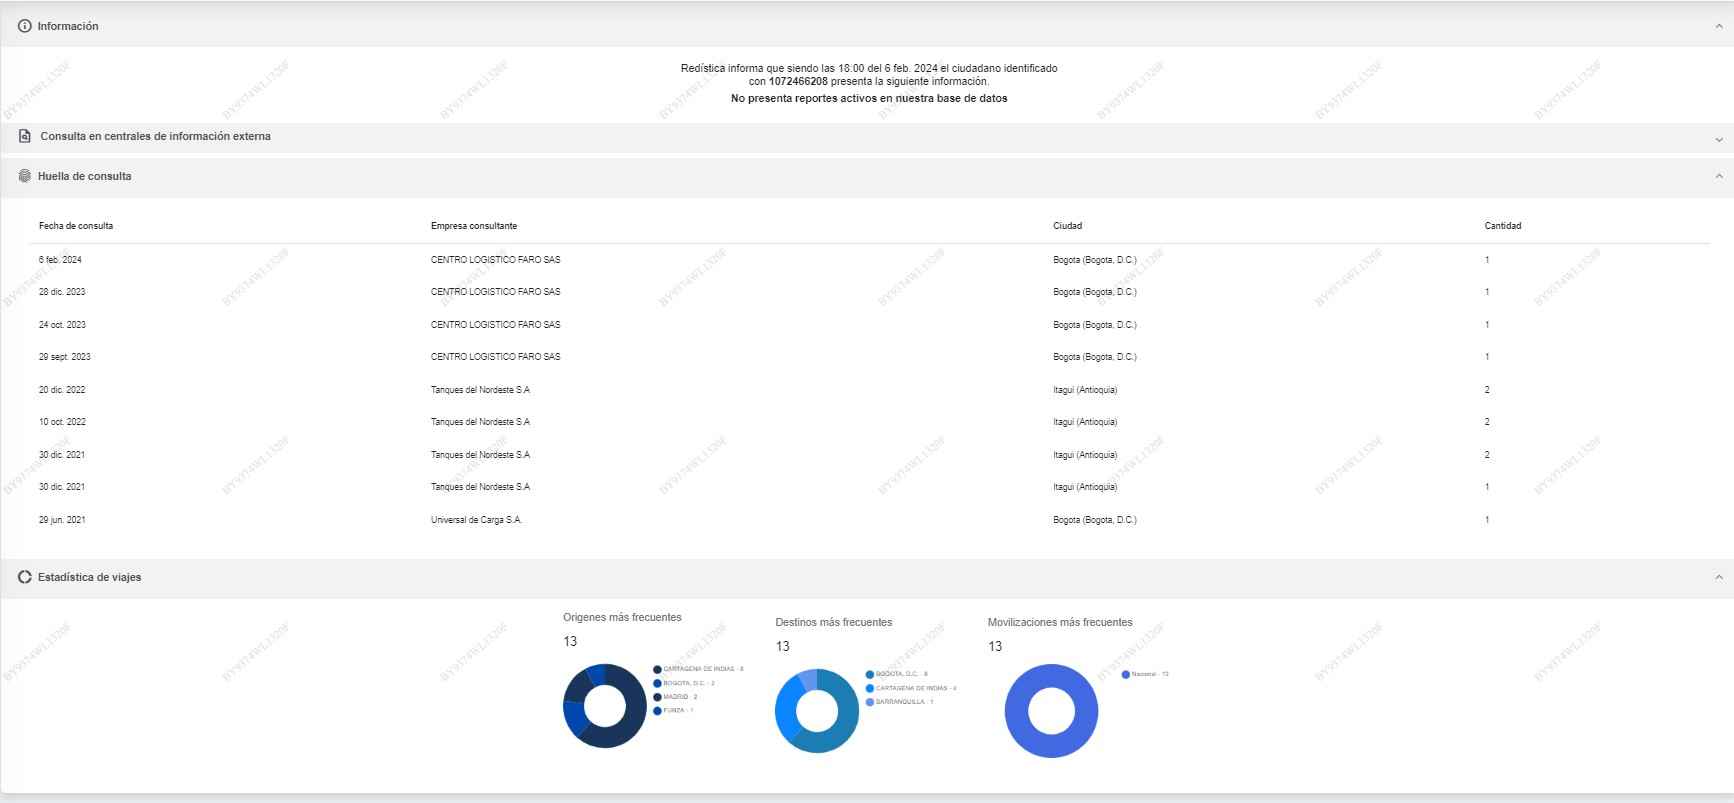 Información
Redística informa que siendo las 18:00 del 6 feb. 2024 el ciudadano identificado
con 1072466208 presenta la siguiente información.
No presenta reportes activos en nuestra base de datos
Consulta en centrales de información externa
Huella de consulta
Fecha de consulta Empresa consultante Ciudad Cantidad
6 feb. 2024 CENTRO LOGISTICO FARO SAS Bogota (Bogota, D.C.) 1
28 dic. 2023 CENTRO LOGISTICO FARO SAS Bogota (Bogota, D.C.) 1
24 oct. 2023 CENTRO LOGISTICO FARO SAS Bogota (Bogota, D.C.) 1
29 sept. 2023 CENTRO LOGISTICO FARO SAS Bogota (Bogota, D.C.) 1
20 dic. 2022 Tanques del Nordeste S.A Itagui (Antioquia) 2
10 oct. 2022 Tanques del Nordeste S.A Itagui (Antioquia) 2
30 dic. 2021 Tanques del Nordeste S.A Itagui (Antioquia) 2
30 dic. 2021 Tanques del Nordeste S.A Itagui (Antioquia) 1
29 jun. 2021 Universal de Carga S.A. Bogota (Bogota, D.C.) 1
Estadística de viajes
Origenes más frecuentes
13
CARTAGENA DE INDIAS - 8
BOGOTA, D.C. - 2
MADRID - 2
FUNZA - 1
Destinos más frecuentes
13
BOGOTA, D.C. - 8
CARTAGENA DE INDIAS - 4
BARRANQUILLA - 1
Movilizaciones más frecuentes
13
Nacional - 13